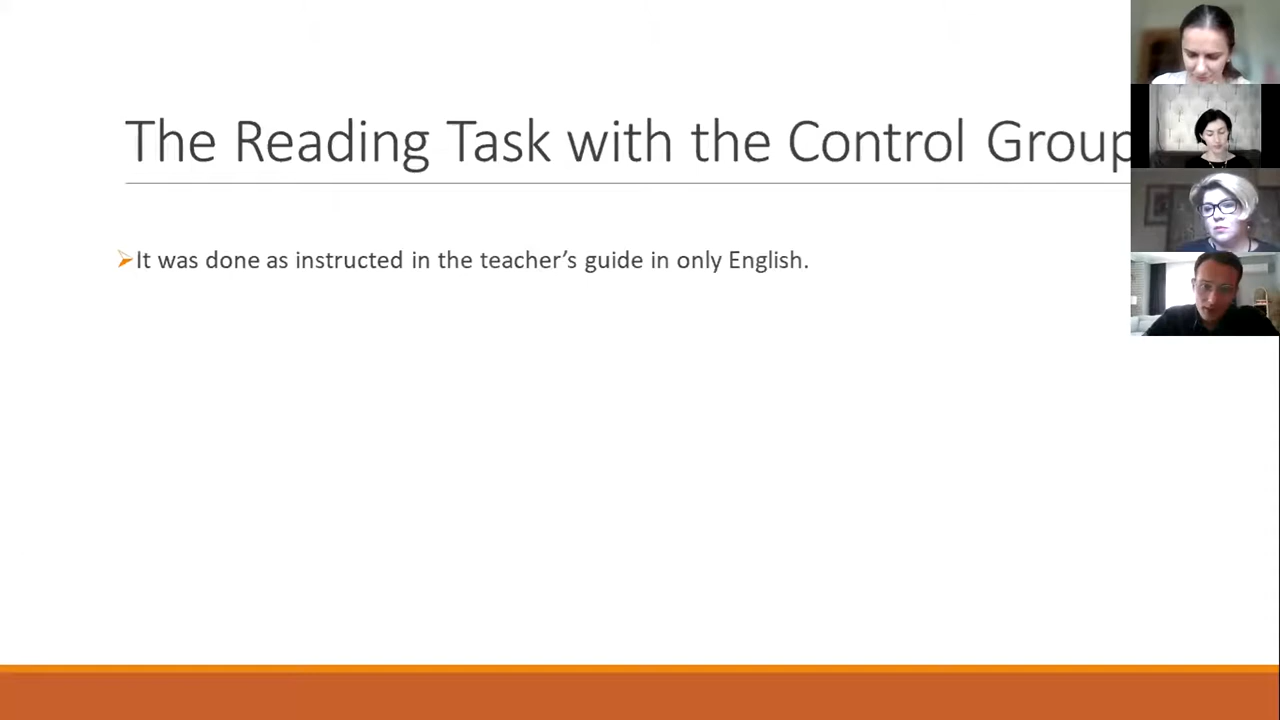 The Reading Task with the Control Group
It was done as instructed in the teacher’s guide in only English.